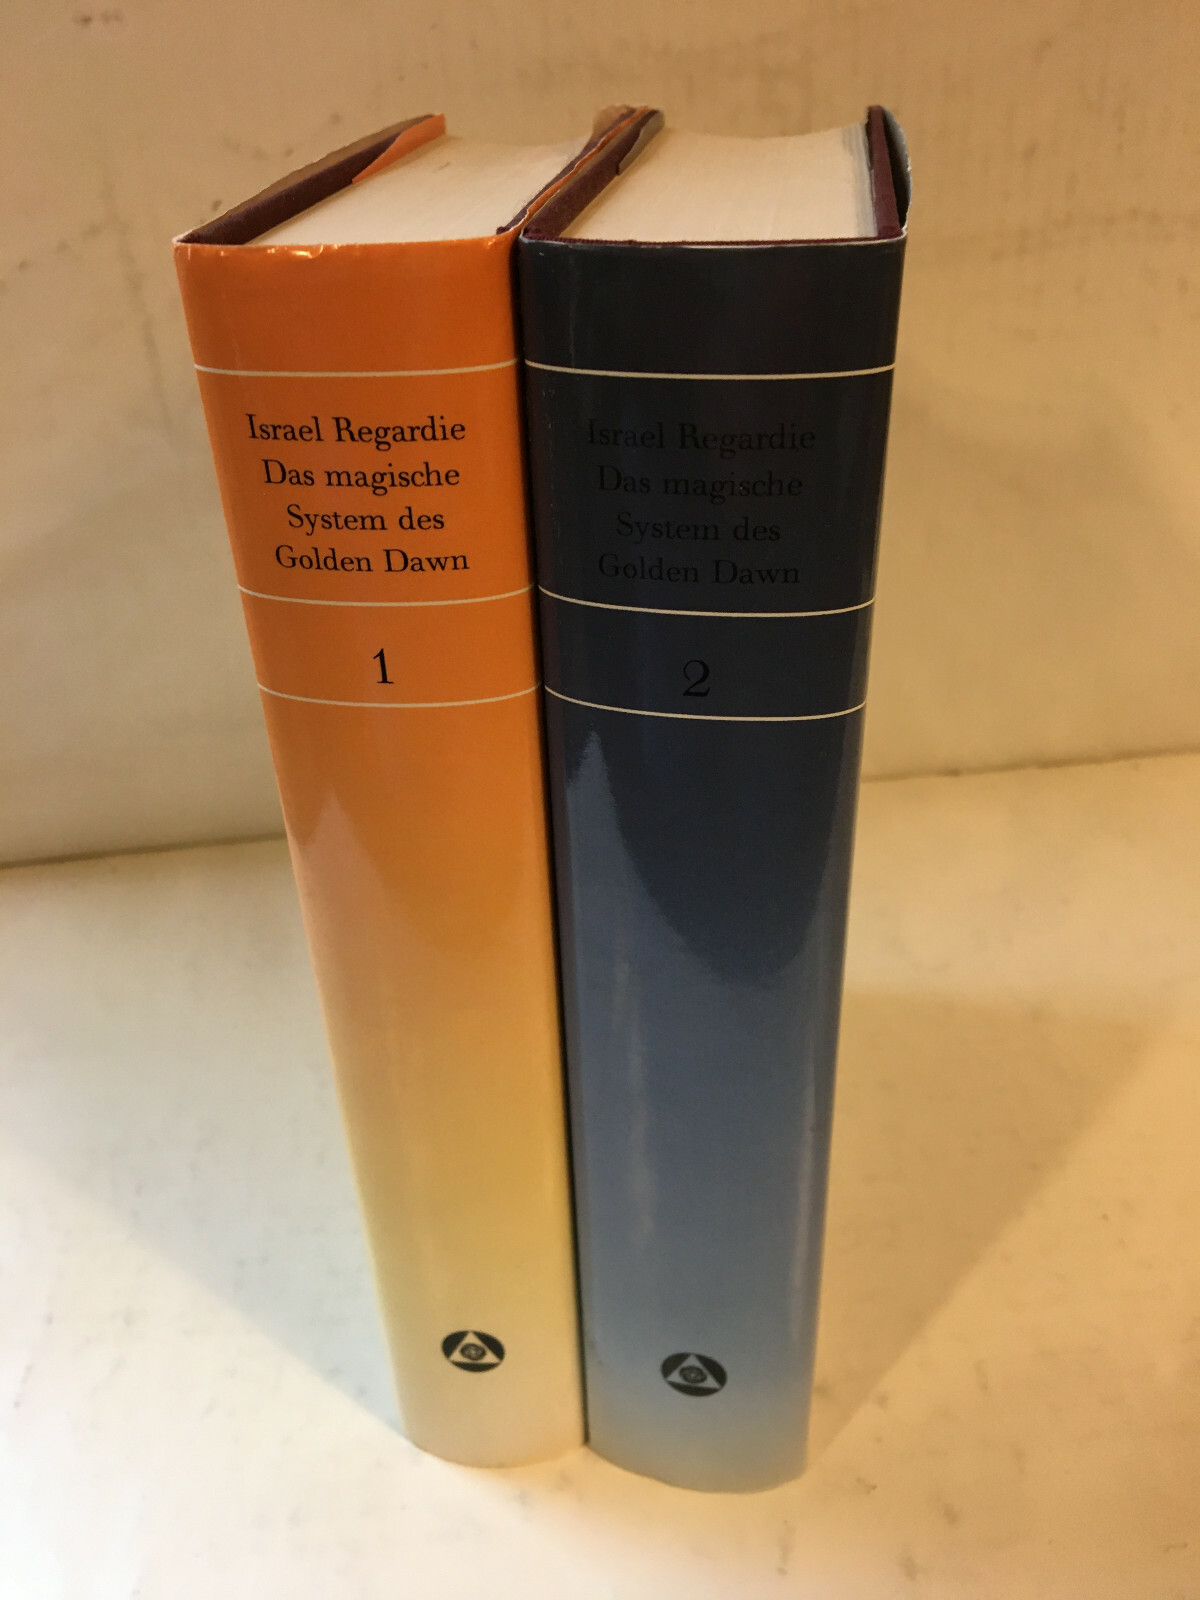 Israel Regardie
Das magische
System des
Golden Dawn
1
Israel Regardie
Das magische
System des
Golden Dawn
2